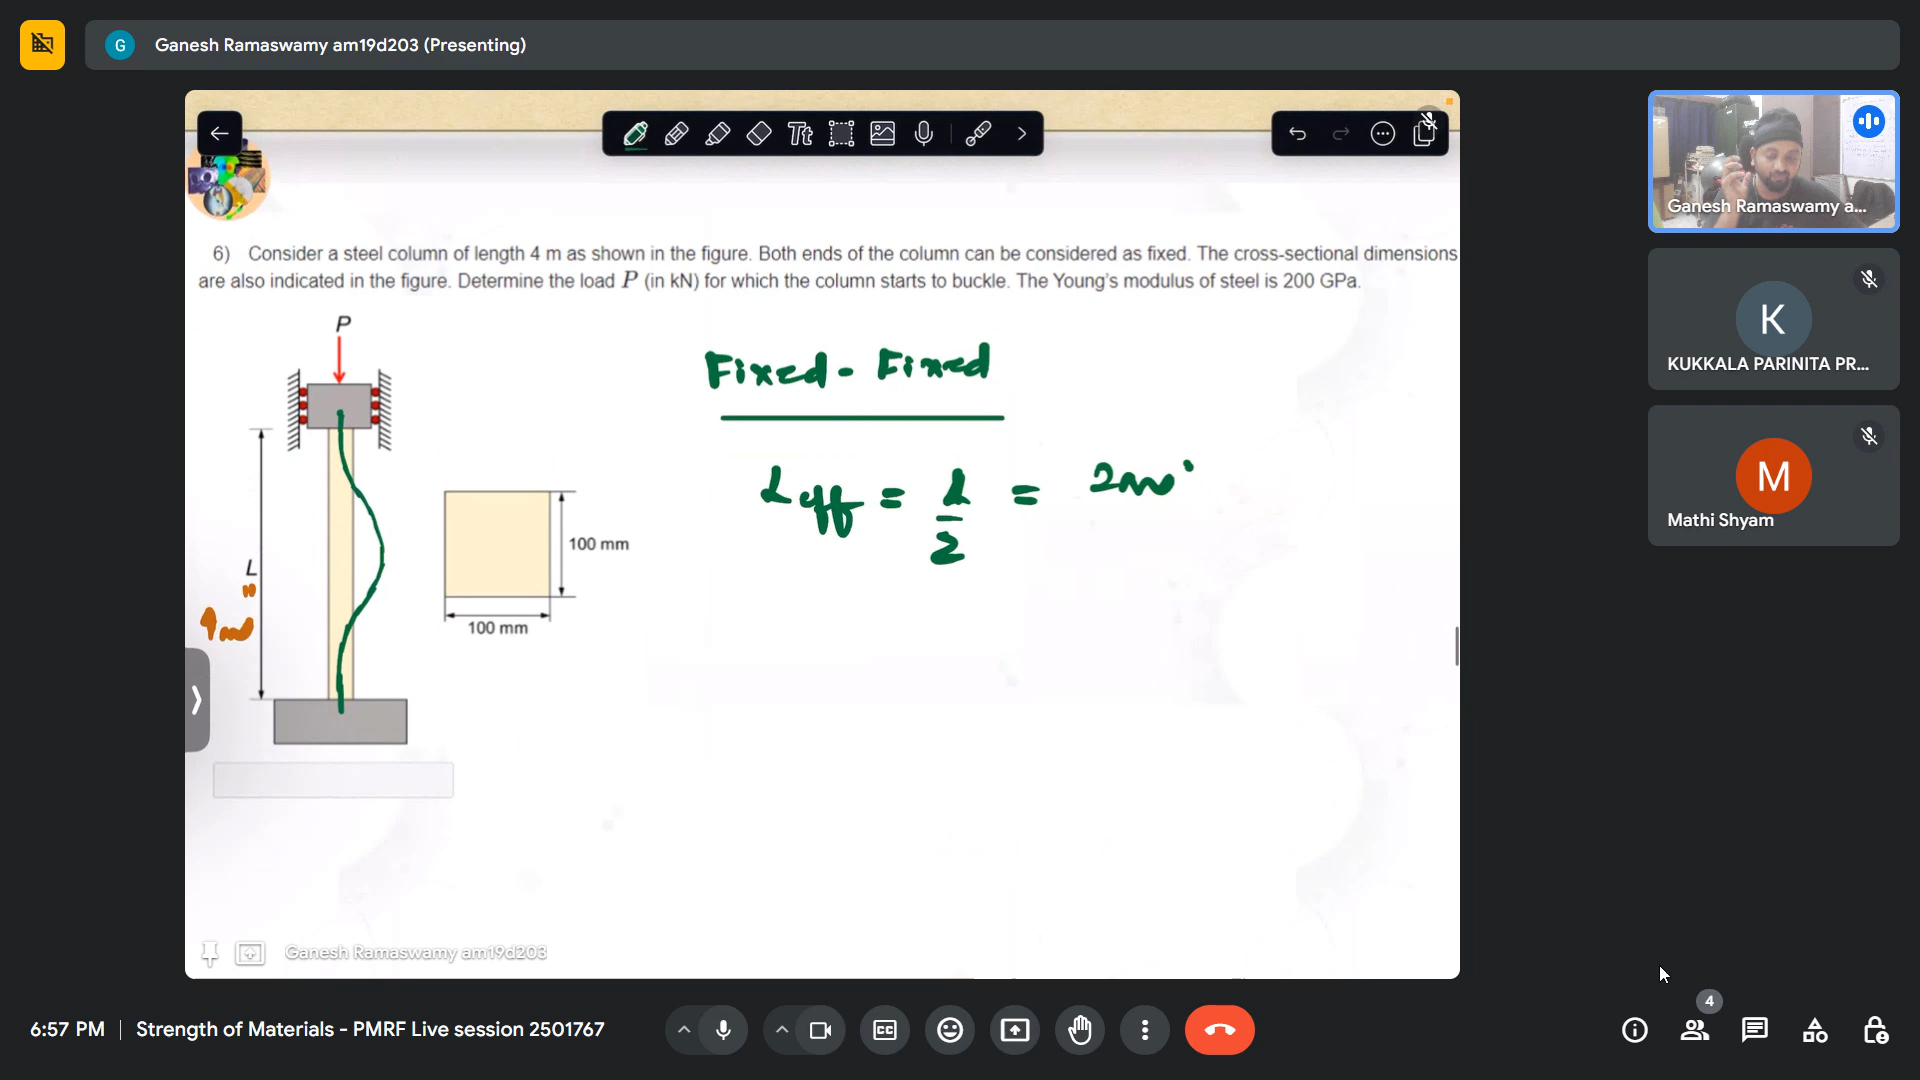 G Ganesh Ramaswamy am19d203 (Presenting)
Tt
6) Consider a steel column of length 4 m as shown in the figure. Both ends of the column can be considered as fixed. The cross-sectional dimensions
are also indicated in the figure. Determine the load P (in kN) for which the column starts to buckle. The Young's modulus of steel is 200 GPa.
P
Fixed - Fixed
L
4m
100 mm
100 mm
Leff = L/2 = 2m
Ganesh Ramaswamy am19d203
Ganesh Ramaswamy a...
K
KUKKALA PARINITA PR...
M
Mathi Shyam
6:57 PM | Strength of Materials - PMRF Live session 2501767
CC
4